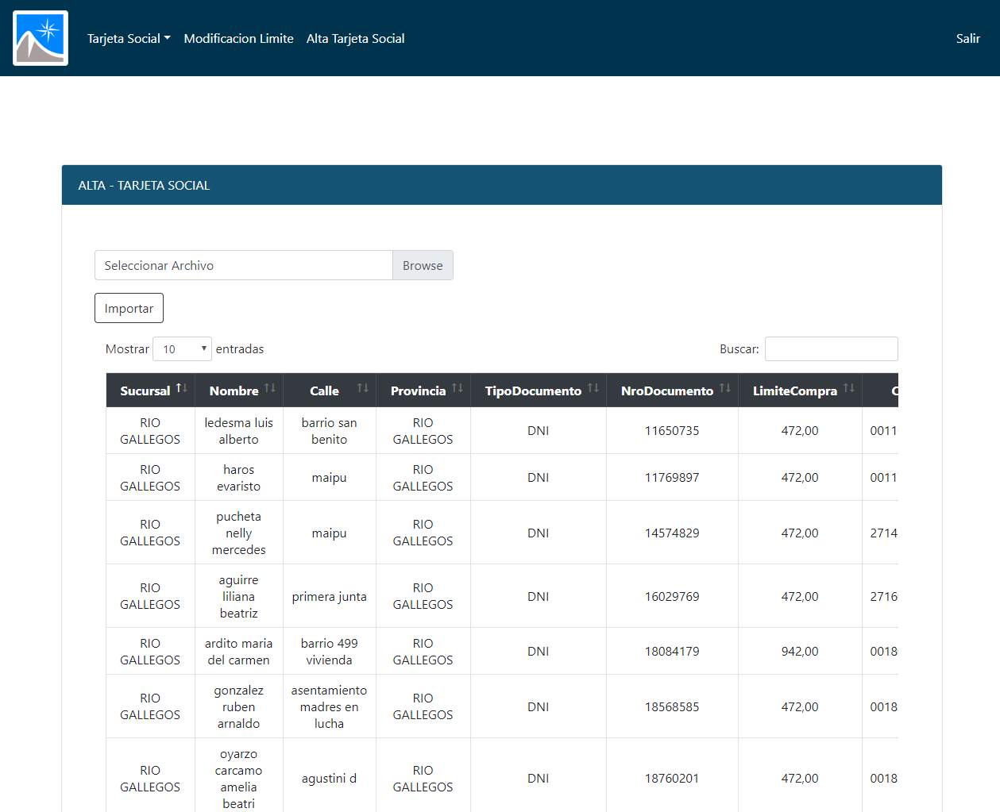 Tarjeta Social Modificacion Limite Alta Tarjeta Social Salir
ALTA - TARJETA SOCIAL
Seleccionar Archivo Browse
Importar
Mostrar 10 entradas Buscar:
Sucursal Nombre Calle Provincia TipoDocumento NroDocumento LimiteCompra C
RIO GALLEGOS ledesma luis alberto barrio san benito RIO GALLEGOS DNI 11650735 472,00 0011
RIO GALLEGOS haros evaristo maipu RIO GALLEGOS DNI 11769897 472,00 0011
RIO GALLEGOS pucheta nelly mercedes maipu RIO GALLEGOS DNI 14574829 472,00 2714
RIO GALLEGOS aguirre liliana beatriz primera junta RIO GALLEGOS DNI 16029769 472,00 2716
RIO GALLEGOS ardito maria del carmen barrio 499 vivienda RIO GALLEGOS DNI 18084179 942,00 0018
RIO GALLEGOS gonzalez ruben arnaldo asentamiento madres en lucha RIO GALLEGOS DNI 18568585 472,00 0018
RIO GALLEGOS oyarzo carcamo amelia beatri agustini d RIO GALLEGOS DNI 18760201 472,00 0018